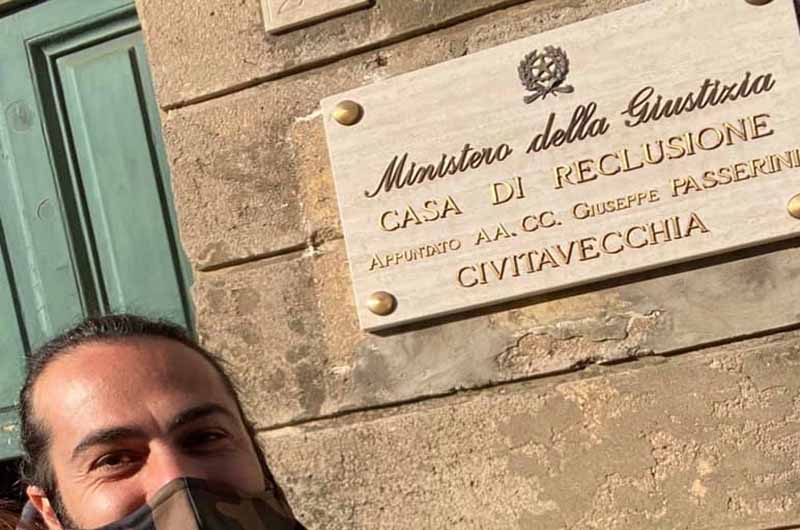 Ministero della Giustizia
CASA DI RECLUSIONE
APPUNTATO AA.CC. GIUSEPPE PASSERINI
CIVITAVECCHIA